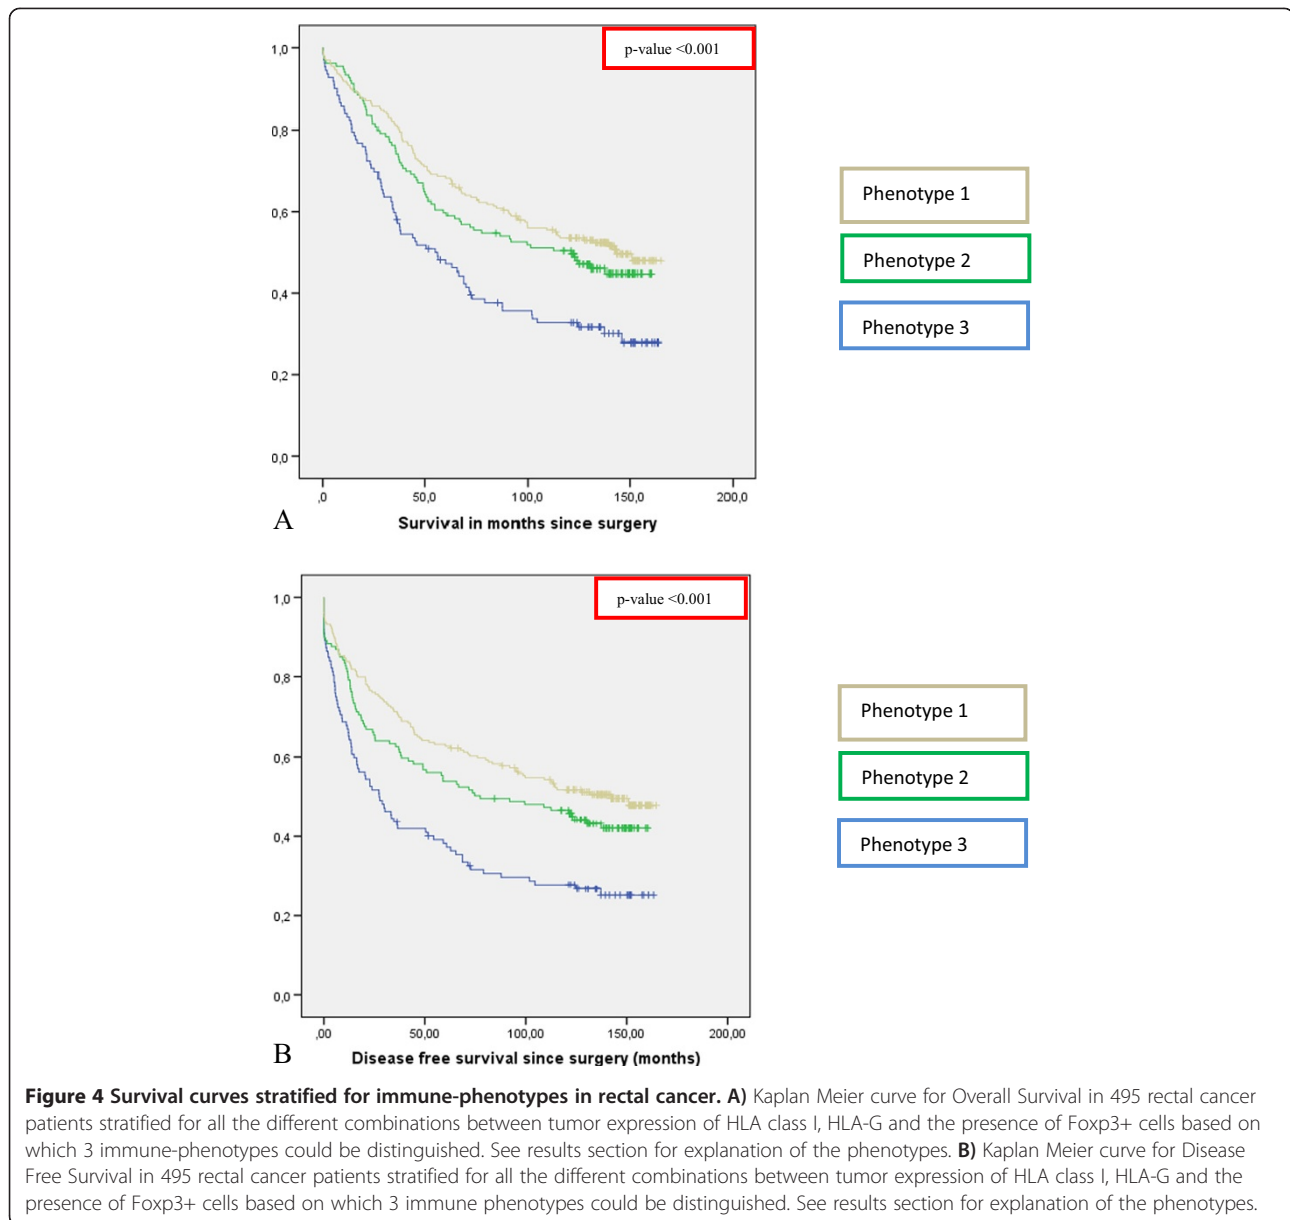 p-value <0.001
1,0
0,8
0,6
0,4
0,2
0,0
,0 50,0 100,0 150,0 200,0
A
Survival in months since surgery
Phenotype 1
Phenotype 2
Phenotype 3
p-value <0.001
1,0
0,8
0,6
0,4
0,2
0,0
,00 50,00 100,00 150,00 200,00
B
Disease free survival since surgery (months)
Phenotype 1
Phenotype 2
Phenotype 3
Figure 4 Survival curves stratified for immune-phenotypes in rectal cancer. A) Kaplan Meier curve for Overall Survival in 495 rectal cancer
patients stratified for all the different combinations between tumor expression of HLA class I, HLA-G and the presence of Foxp3+ cells based on
which 3 immune-phenotypes could be distinguished. See results section for explanation of the phenotypes. B) Kaplan Meier curve for Disease
Free Survival in 495 rectal cancer patients stratified for all the different combinations between tumor expression of HLA class I, HLA-G and the
presence of Foxp3+ cells based on which 3 immune phenotypes could be distinguished. See results section for explanation of the phenotypes.